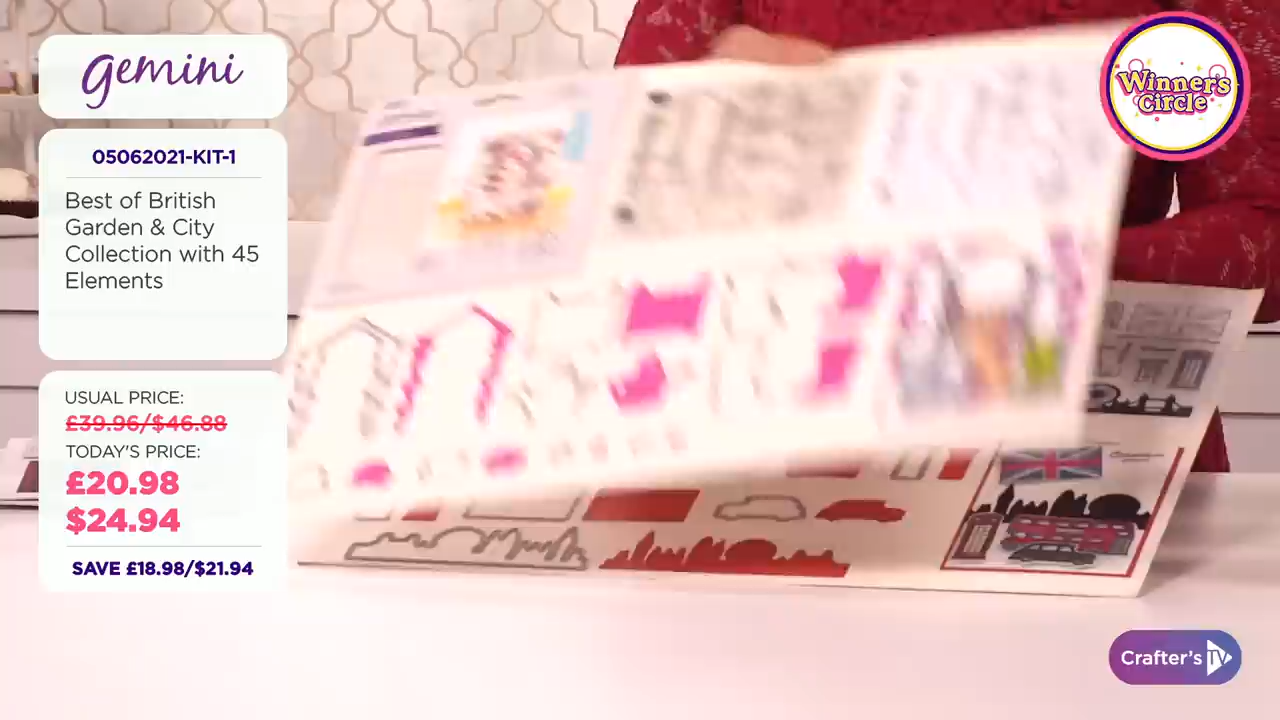 gemini
05062021-KIT-1
Best of British
Garden & City
Collection with 45
Elements
USUAL PRICE:
£39.96/$46.88
TODAY'S PRICE:
£20.98
$24.94
SAVE £18.98/$21.94
Winner's
Circle
Crafter's TV